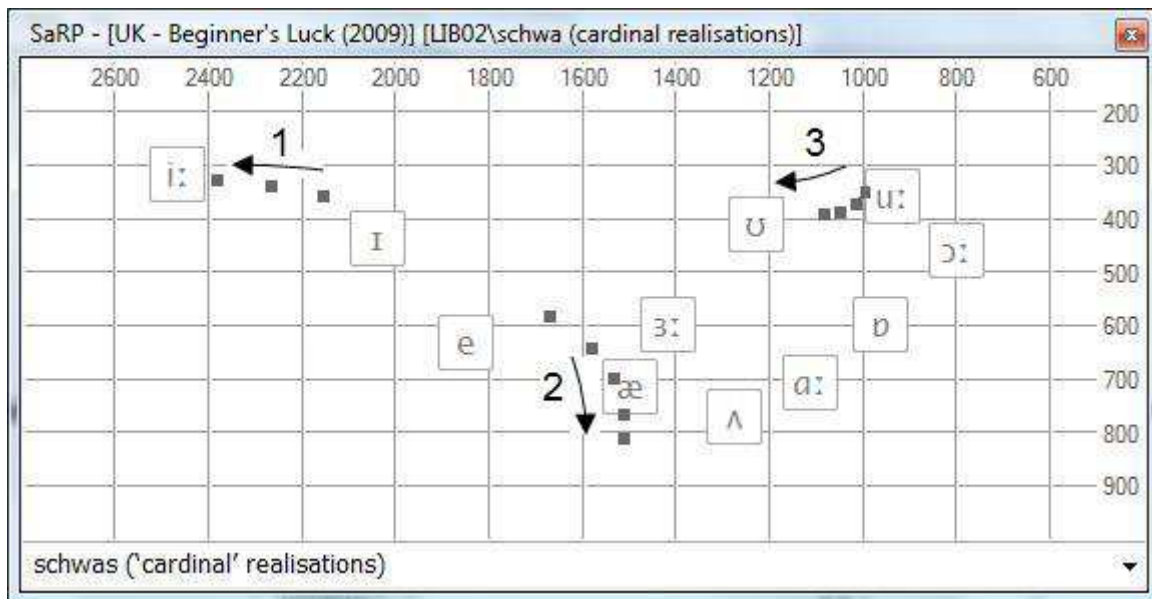 SaRP - [UK - Beginner's Luck (2009)] [LIB02\schwa (cardinal realisations)]
2600 2400 2200 2000 1800 1600 1400 1200 1000 800 600
200
1 3
300
iː uː
400
ɪ ʊ
ɔː
500
600
e ɜː ɒ
700
2 æ ɑː
ʌ
800
900
schwas ('cardinal' realisations)